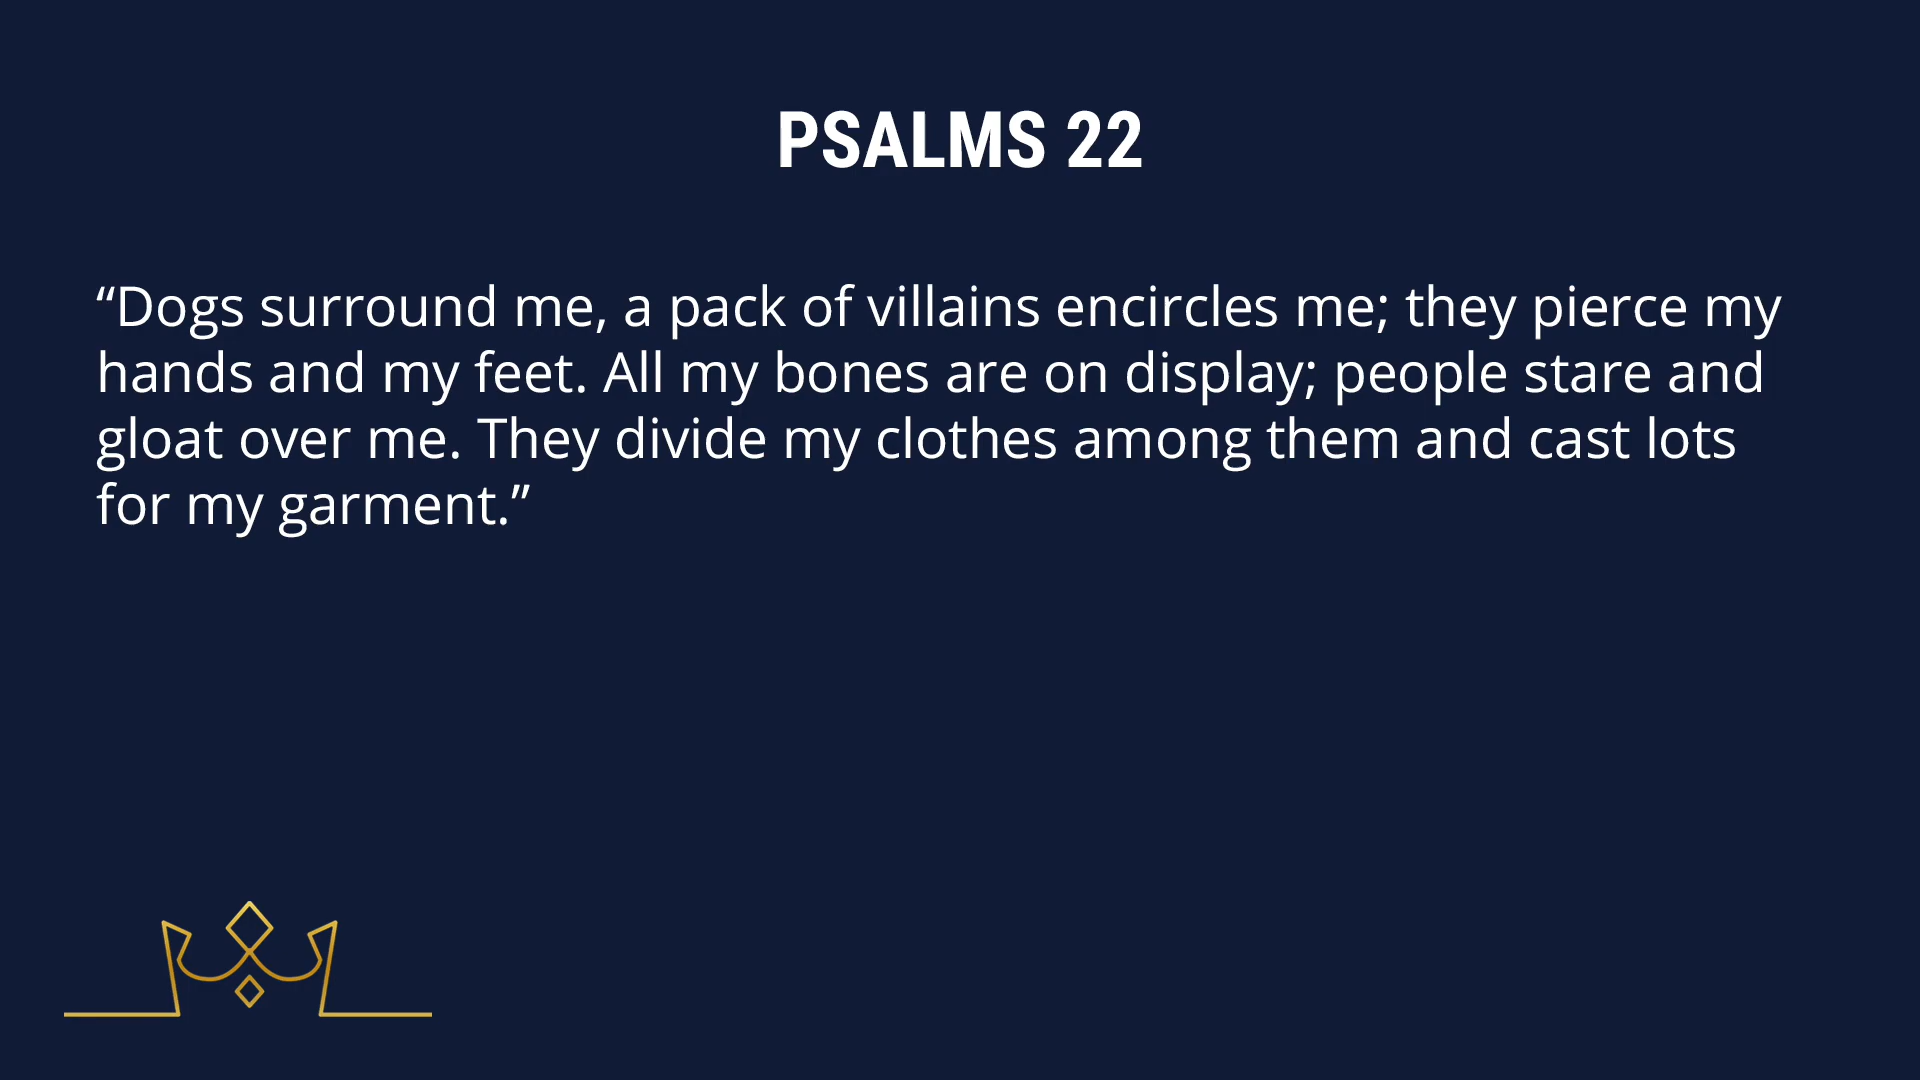 PSALMS 22
“Dogs surround me, a pack of villains encircles me; they pierce my
hands and my feet. All my bones are on display; people stare and
gloat over me. They divide my clothes among them and cast lots
for my garment.”